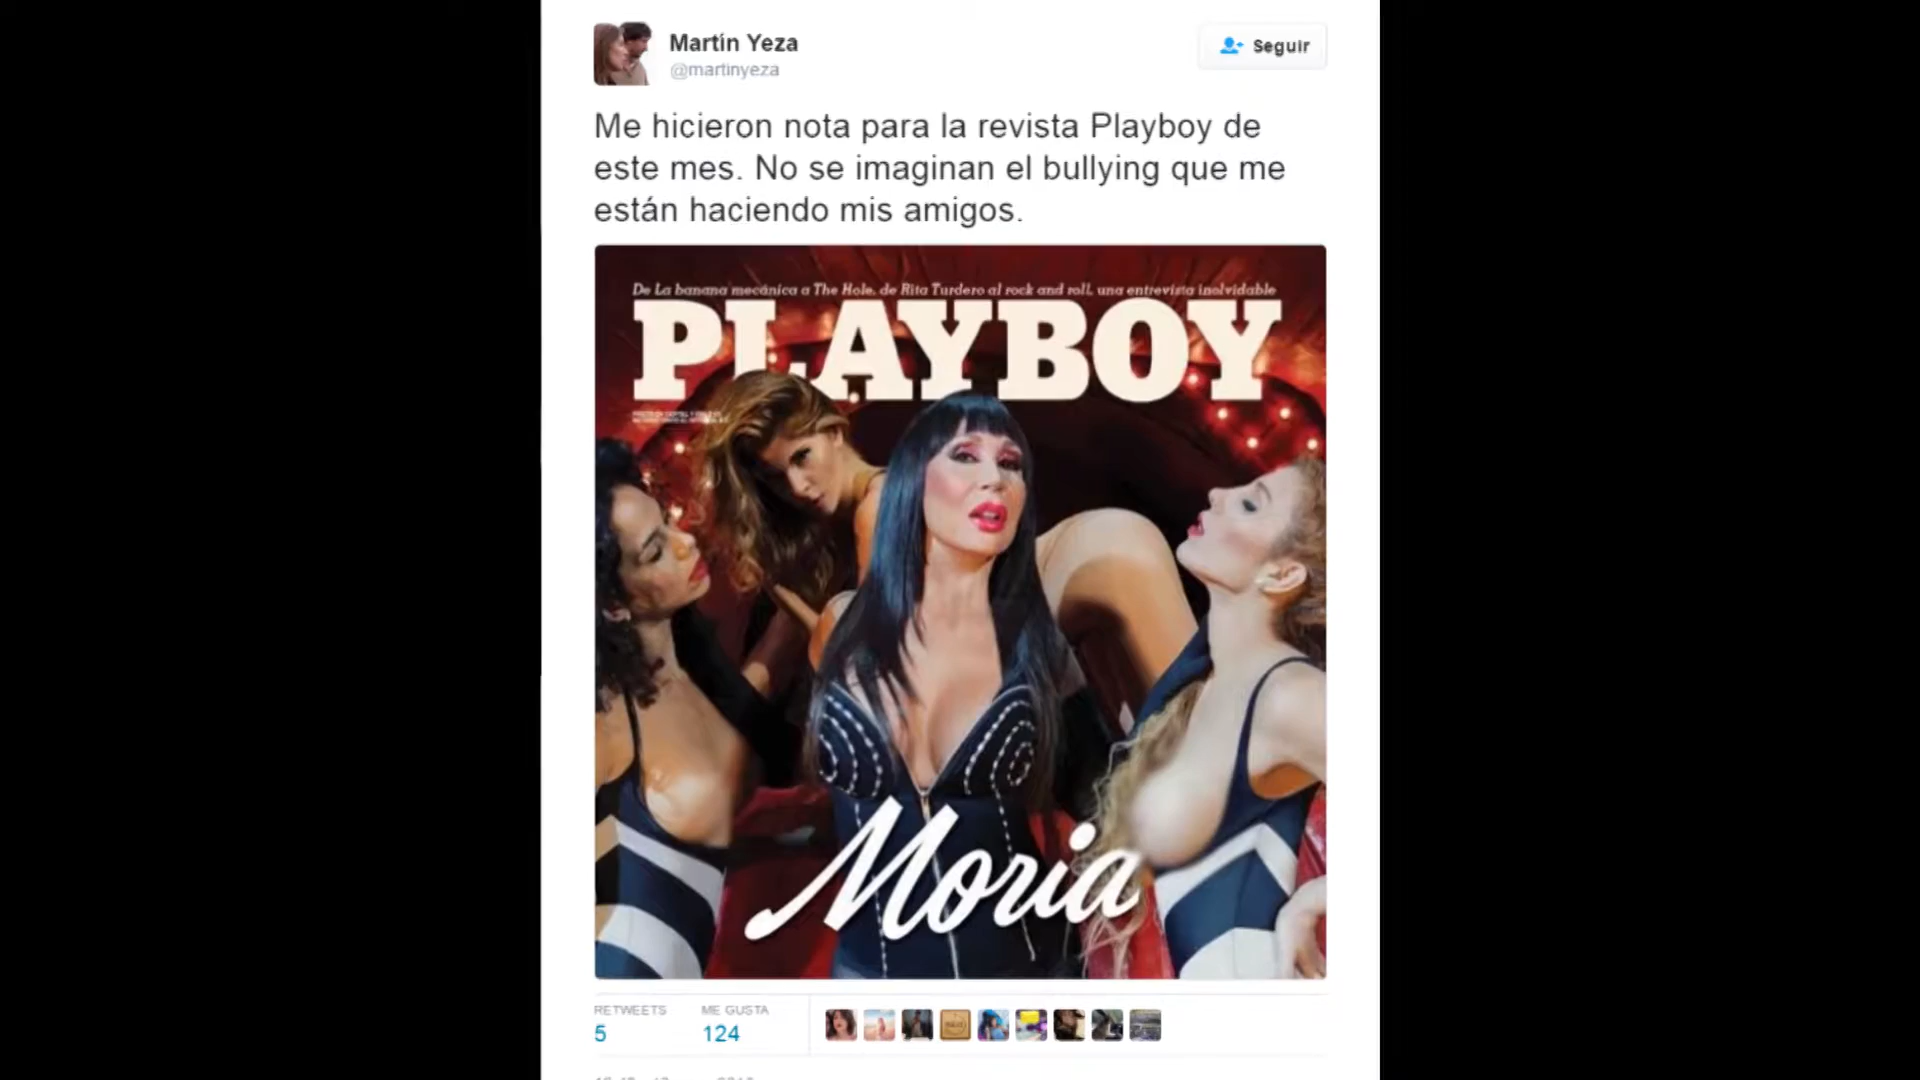 Martín Yeza
@martinyeza
Seguir
Me hicieron nota para la revista Playboy de
este mes. No se imaginan el bullying que me
están haciendo mis amigos.
De La banana mecánica a The Hole, de Rita Turdero al rock and roll, una entrevista inolvidable
PLAYBOY
Moria
RETWEETS
5
ME GUSTA
124